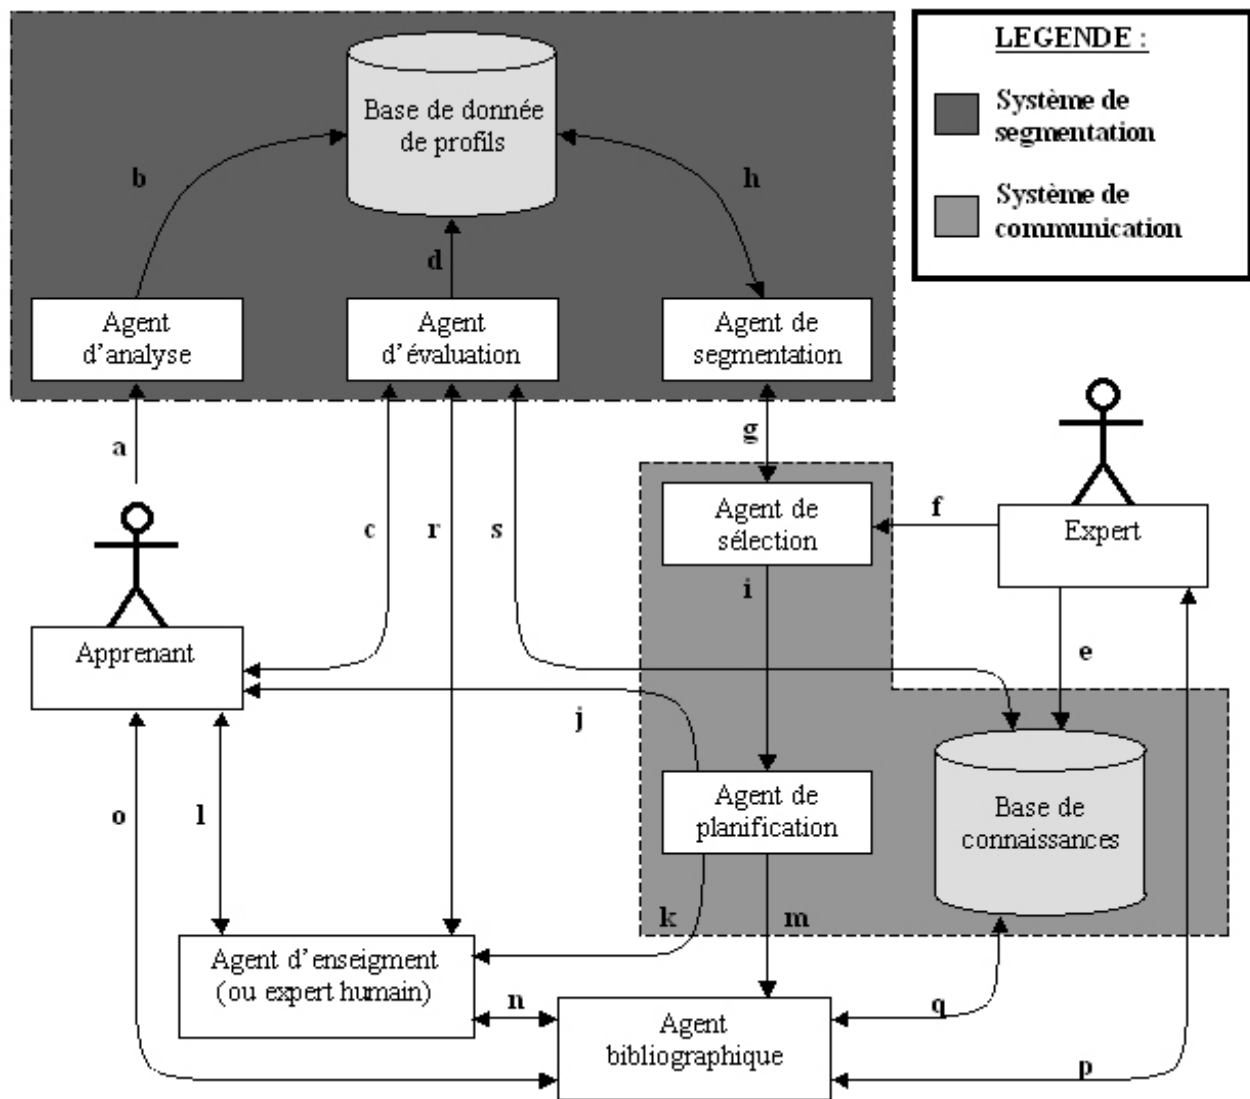 LEGENDE :
Système de
segmentation
Système de
communication
Base de donnée
de profils
b
h
d
Agent
d'analyse
Agent
d'évaluation
Agent de
segmentation
a
g
c
r
s
Agent de
sélection
f
Expert
i
Apprenant
e
j
Agent de
planification
Base de
connaissances
o
l
k
m
Agent d'enseigment
(ou expert humain)
n
Agent
bibliographique
q
p